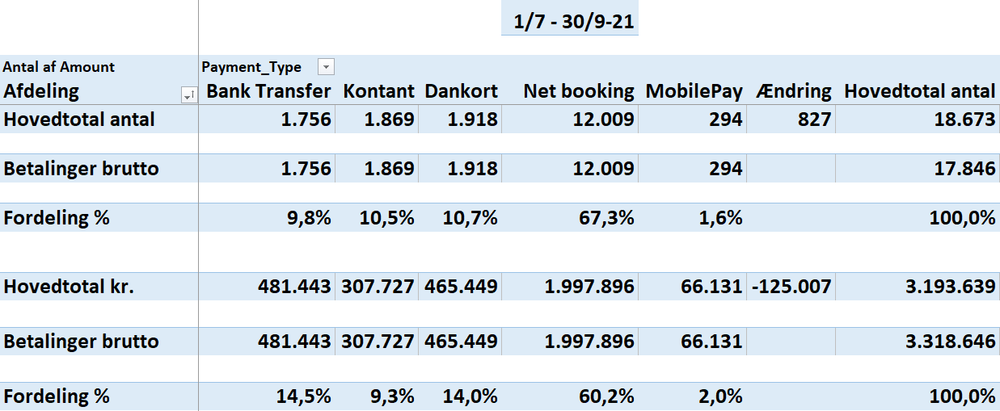 1/7 - 30/9-21
Antal af Amount Payment_Type
Afdeling Bank Transfer Kontant Dankort Net booking MobilePay Ændring Hovedtotal antal
Hovedtotal antal 1.756 1.869 1.918 12.009 294 827 18.673
Betalinger brutto 1.756 1.869 1.918 12.009 294 17.846
Fordeling % 9,8% 10,5% 10,7% 67,3% 1,6% 100,0%
Hovedtotal kr. 481.443 307.727 465.449 1.997.896 66.131 -125.007 3.193.639
Betalinger brutto 481.443 307.727 465.449 1.997.896 66.131 3.318.646
Fordeling % 14,5% 9,3% 14,0% 60,2% 2,0% 100,0%